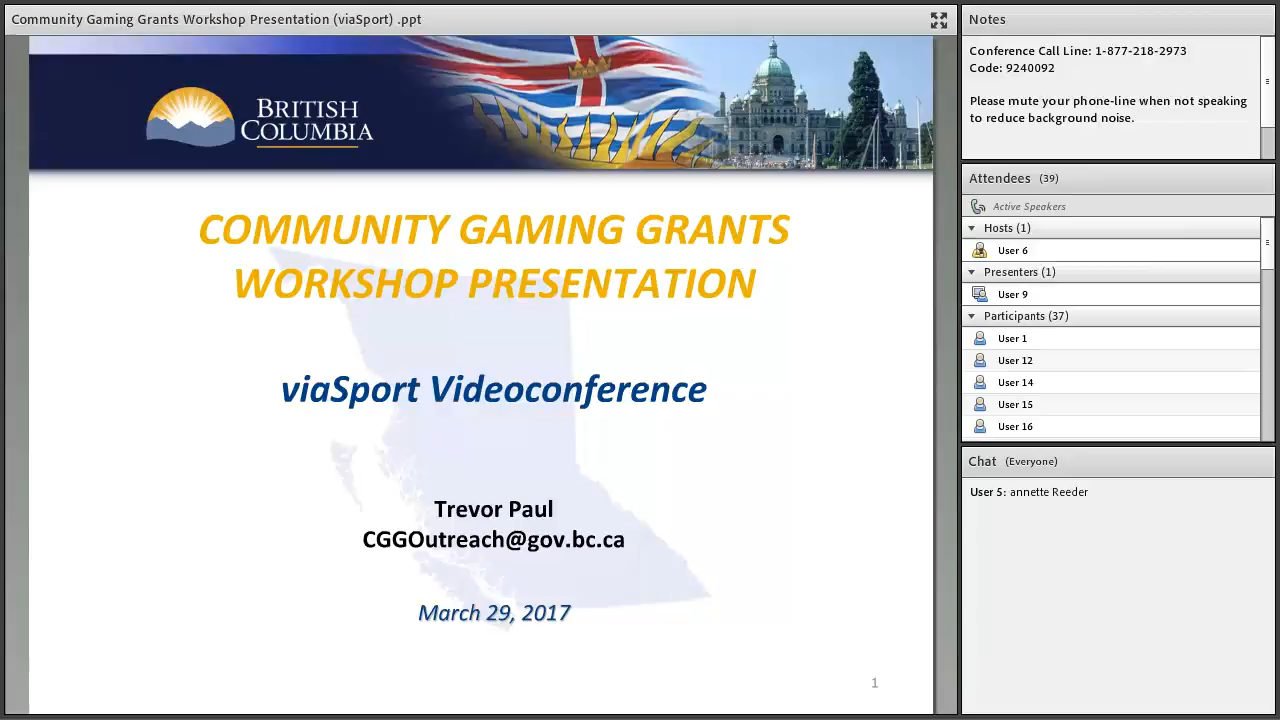 Community Gaming Grants Workshop Presentation (viaSport) .ppt
BRITISH
COLUMBIA
COMMUNITY GAMING GRANTS
WORKSHOP PRESENTATION
viaSport Videoconference
Trevor Paul
CGGOutreach@gov.bc.ca
March 29, 2017
1
Notes
Conference Call Line: 1-877-218-2973
Code: 9240092
Please mute your phone-line when not speaking
to reduce background noise.
Attendees (39)
Active Speakers
Hosts (1)
User 6
Presenters (1)
User 9
Participants (37)
User 1
User 12
User 14
User 15
User 16
Chat (Everyone)
User 5: annette Reeder